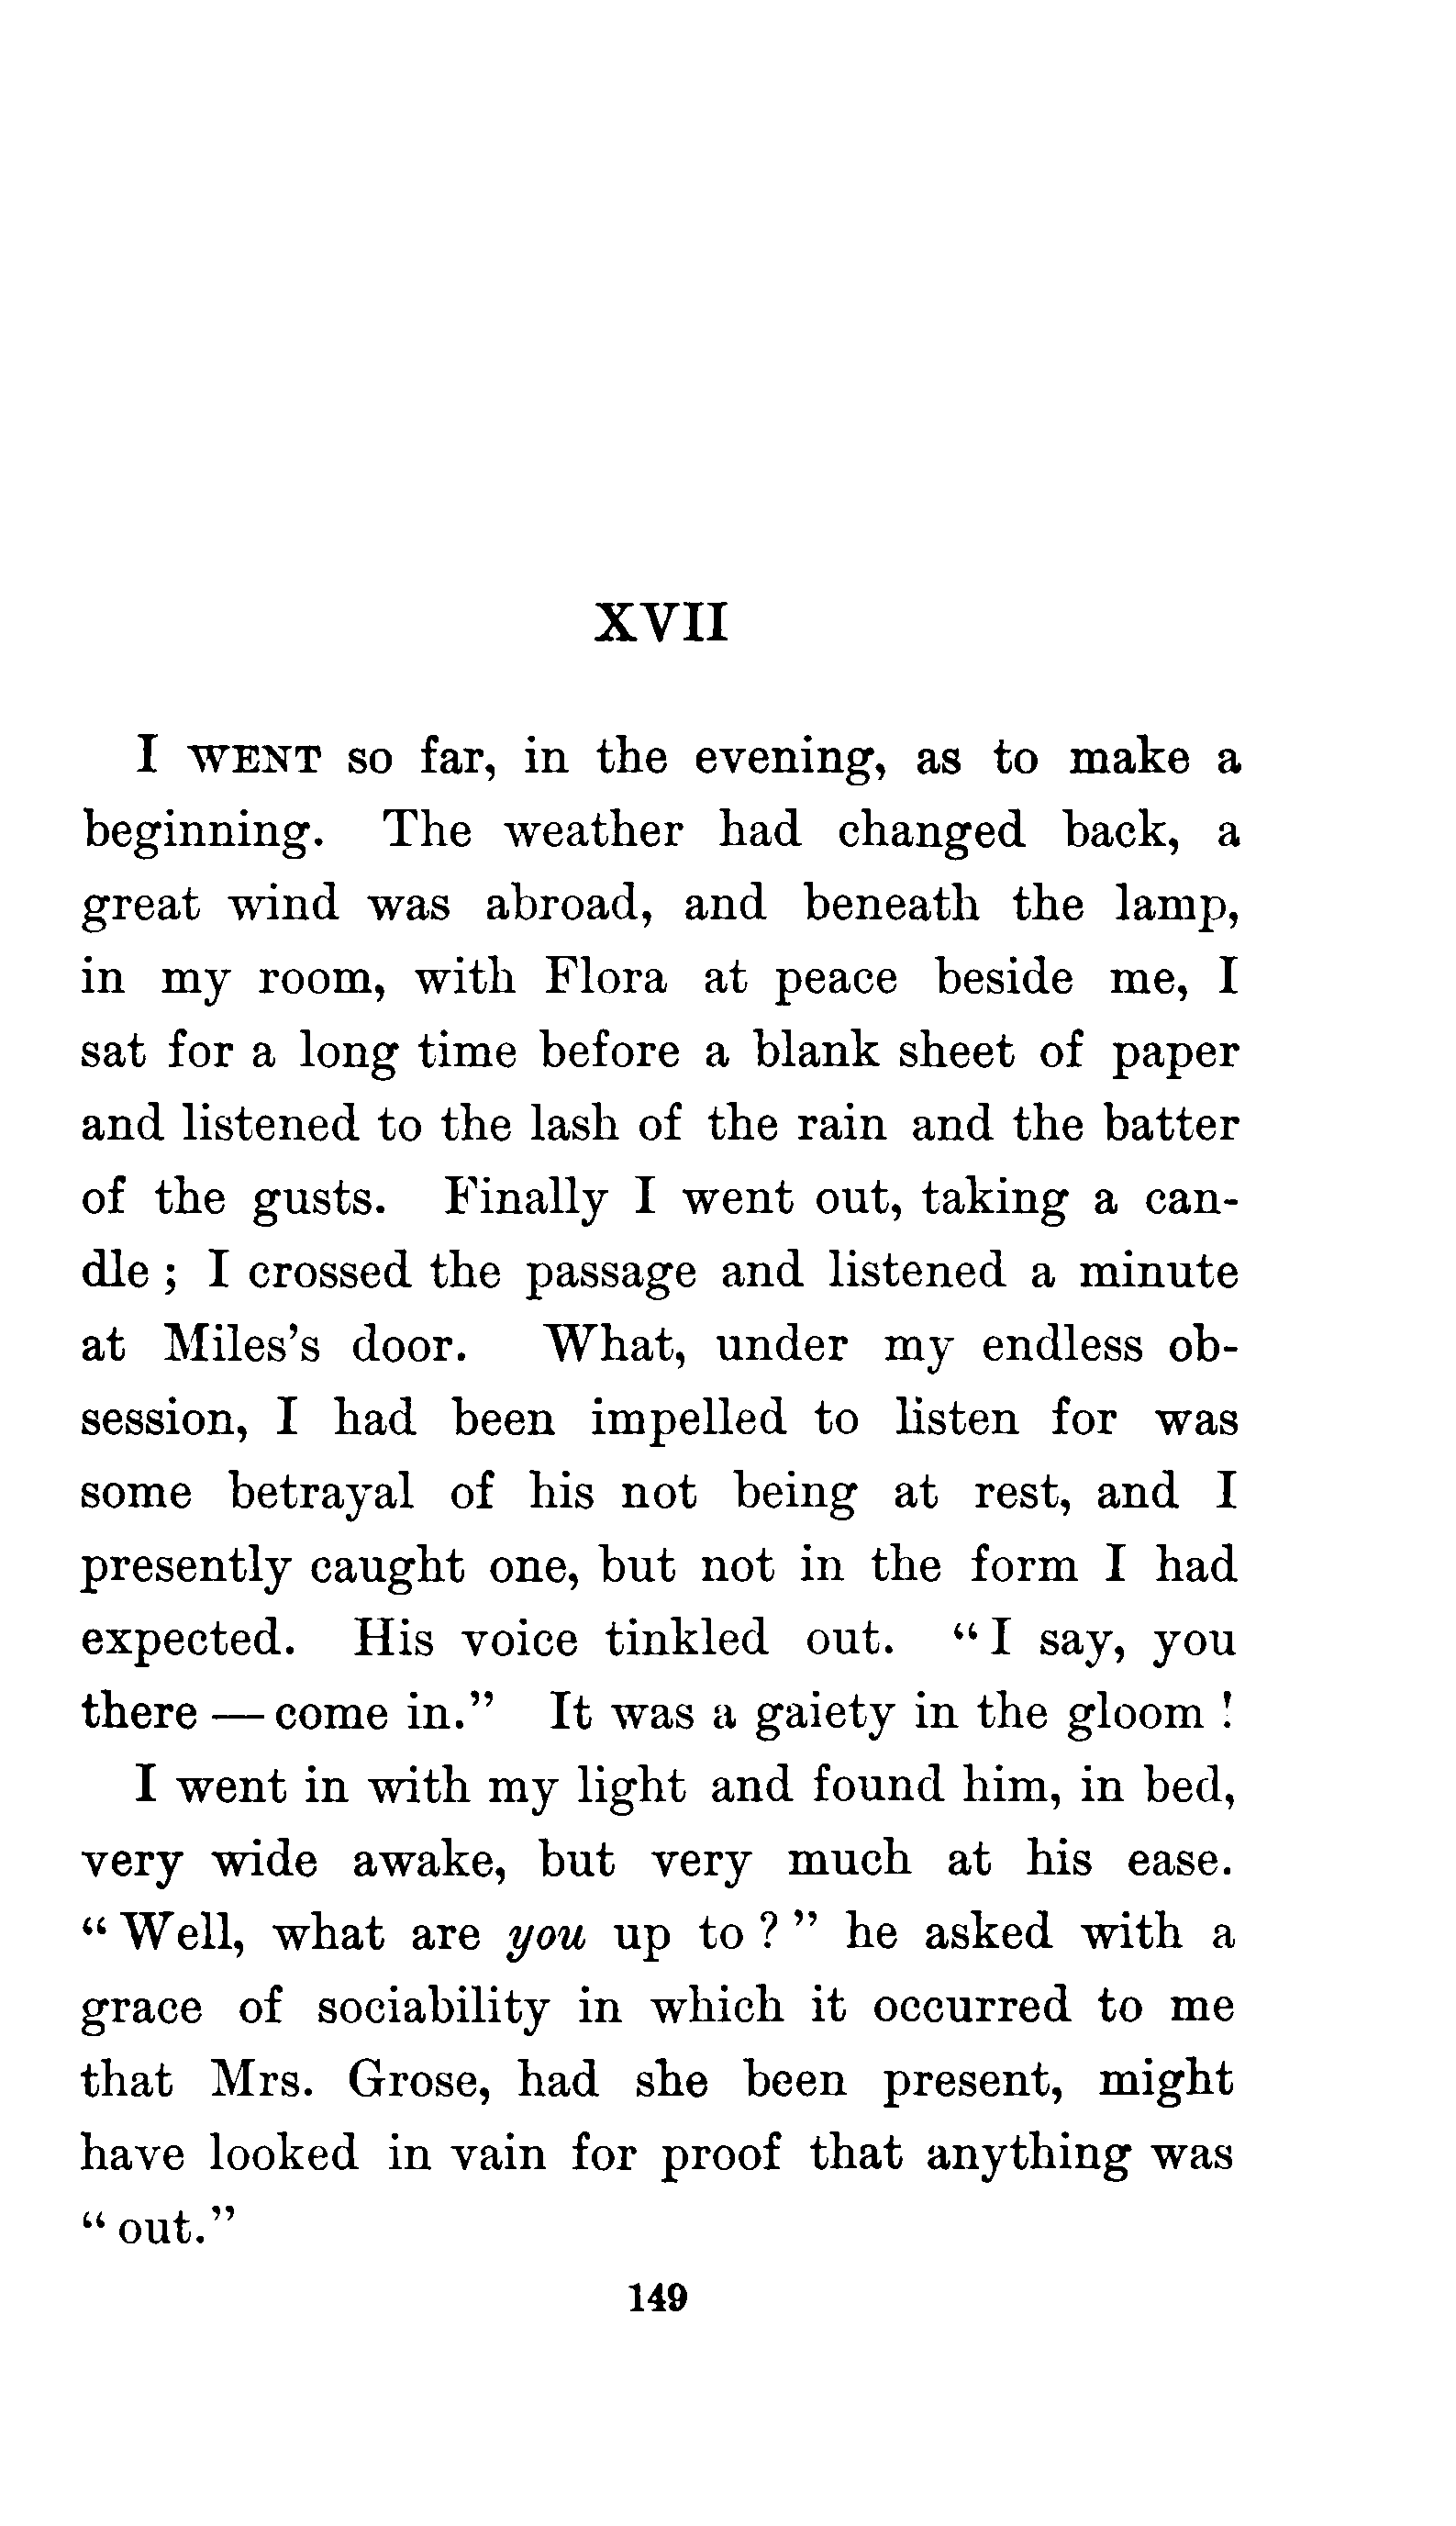 XVII
I WENT so far, in the evening, as to make a
beginning. The weather had changed back, a
great wind was abroad, and beneath the lamp,
in my room, with Flora at peace beside me, I
sat for a long time before a blank sheet of paper
and listened to the lash of the rain and the batter
of the gusts. Finally I went out, taking a can-
dle; I crossed the passage and listened a minute
at Miles's door. What, under my endless ob-
session, I had been impelled to listen for was
some betrayal of his not being at rest, and I
presently caught one, but not in the form I had
expected. His voice tinkled out. “I say, you
there — come in.” It was a gaiety in the gloom!
I went in with my light and found him, in bed,
very wide awake, but very much at his ease.
“Well, what are you up to?” he asked with a
grace of sociability in which it occurred to me
that Mrs. Grose, had she been present, might
have looked in vain for proof that anything was
“out.”
149